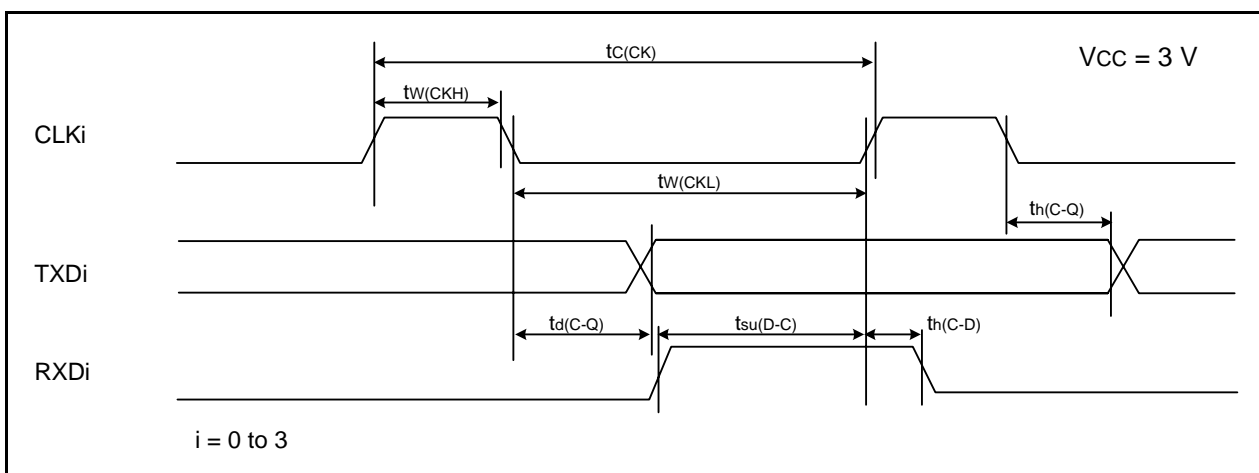 tC(CK)
VCC = 3 V
tW(CKH)
CLKi
tW(CKL)
th(C-Q)
TXDi
td(C-Q)
tsu(D-C)
th(C-D)
RXDi
i = 0 to 3